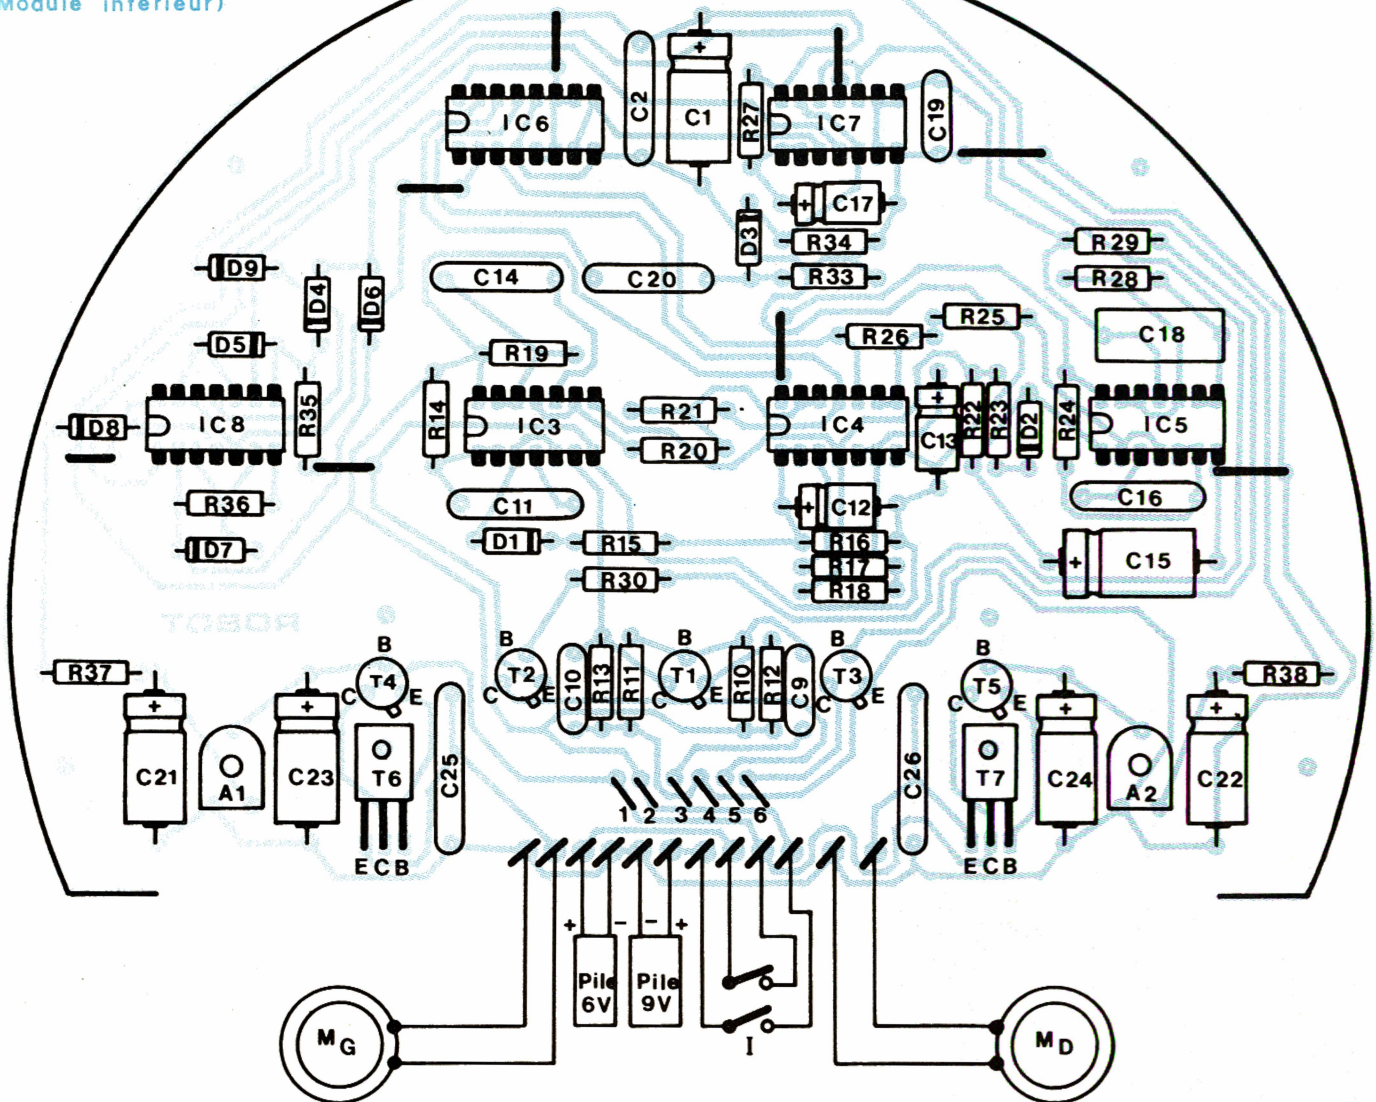 Module inférieur)
C2
C1
R27
C19
IC6
IC7
C17
D3
R34
R29
D9
R33
R28
D4
D6
C14
C20
R25
D5
R26
C18
R19
R35
R14
R21
R22
R23
R24
D8
IC8
IC3
IC4
C13
D2
IC5
R20
R36
C11
C12
C16
D7
D1
R15
R16
R30
R17
C15
R18
TOBOR
B
B
B
B
B
R37
T4
T2
C10
R13
R11
T1
R10
R12
C9
T3
T5
R38
C E
C E
C E
C E
C E
+
+
+
+
C21
A1
C23
T6
C25
C26
T7
C24
A2
C22
1 2 3 4 5 6
E C B
E C B
+ - - +
Pile
6V
Pile
9V
MG
I
MD